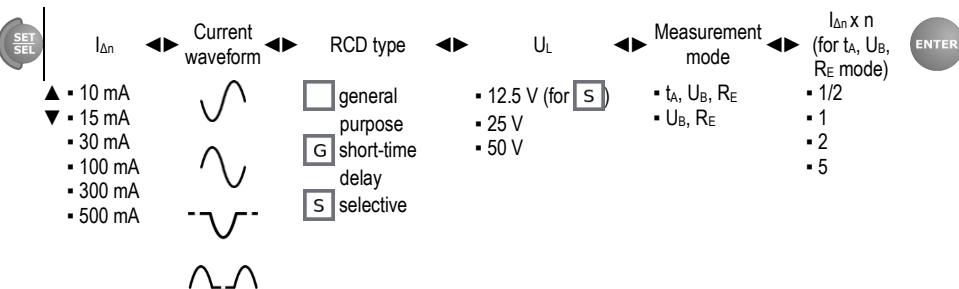 SET
SEL
I∆n ◄► Current waveform ◄► RCD type ◄► UL ◄► Measurement mode ◄► I∆n x n (for tA, UB, RE mode)
ENTER
▲ ▪ 10 mA
▼ ▪ 15 mA
▪ 30 mA
▪ 100 mA
▪ 300 mA
▪ 500 mA
general
purpose
G short-time
delay
S selective
▪ 12.5 V (for S)
▪ 25 V
▪ 50 V
▪ tA, UB, RE
▪ UB, RE
▪ 1/2
▪ 1
▪ 2
▪ 5